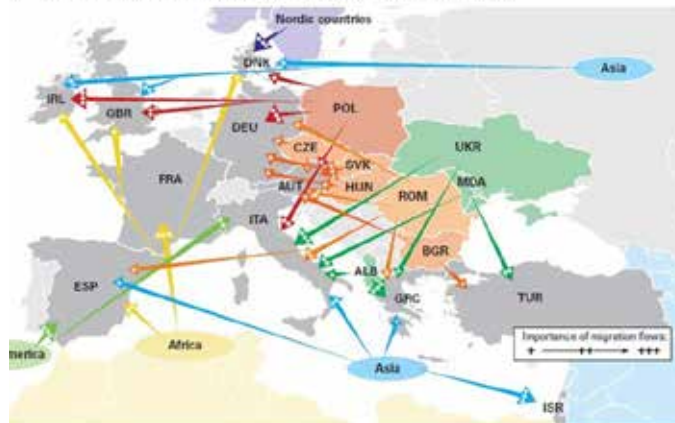 Nordic countries
DNK
Asia
IRL
GBR
POL
DEU
UKR
CZE
SVK
MDA
FRA
AUT
HUN
ROM
ITA
BGR
ESP
ALB
GRC
TUR
Importance of migration flows:
+ ++ +++
merica
Africa
Asia
ISR